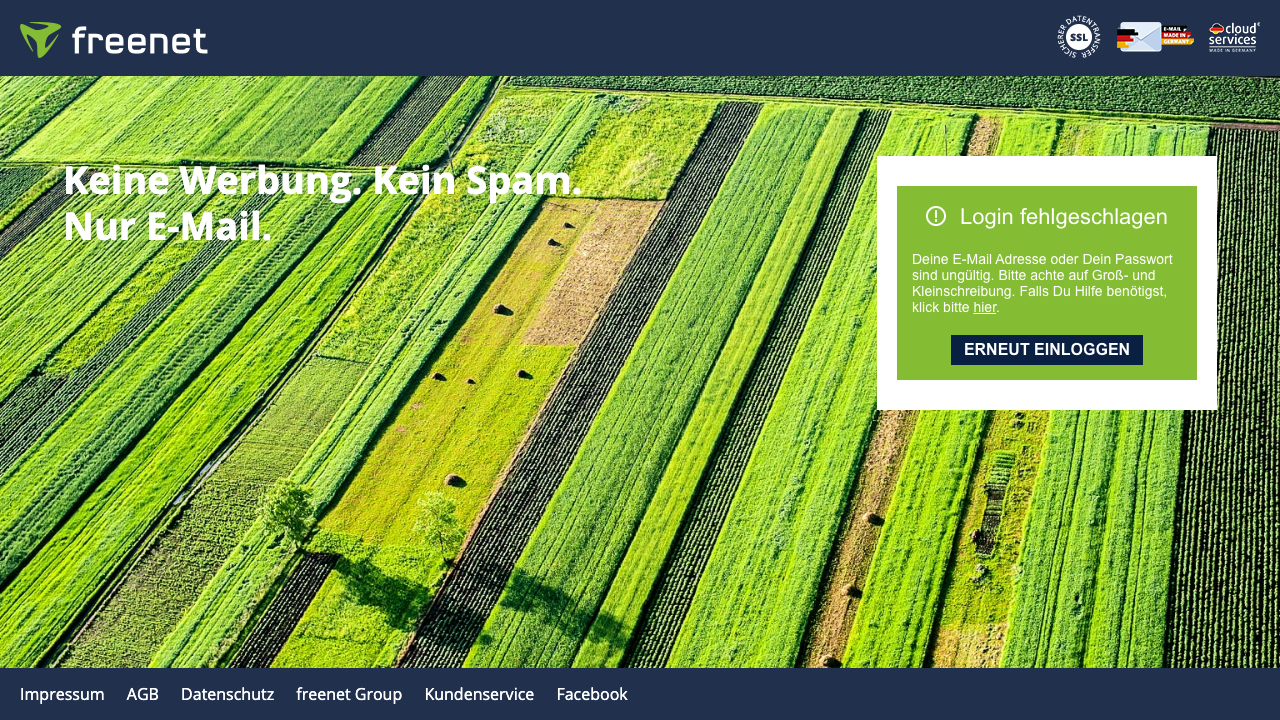 freenet
SICHERER DATENTRANSFER
SSL
E-MAIL
MADE IN
GERMANY
cloud
services
MADE IN GERMANY
Keine Werbung. Kein Spam.
Nur E-Mail.
Login fehlgeschlagen
Deine E-Mail Adresse oder Dein Passwort
sind ungültig. Bitte achte auf Groß- und
Kleinschreibung. Falls Du Hilfe benötigst,
klick bitte hier.
ERNEUT EINLOGGEN
Impressum AGB Datenschutz freenet Group Kundenservice Facebook